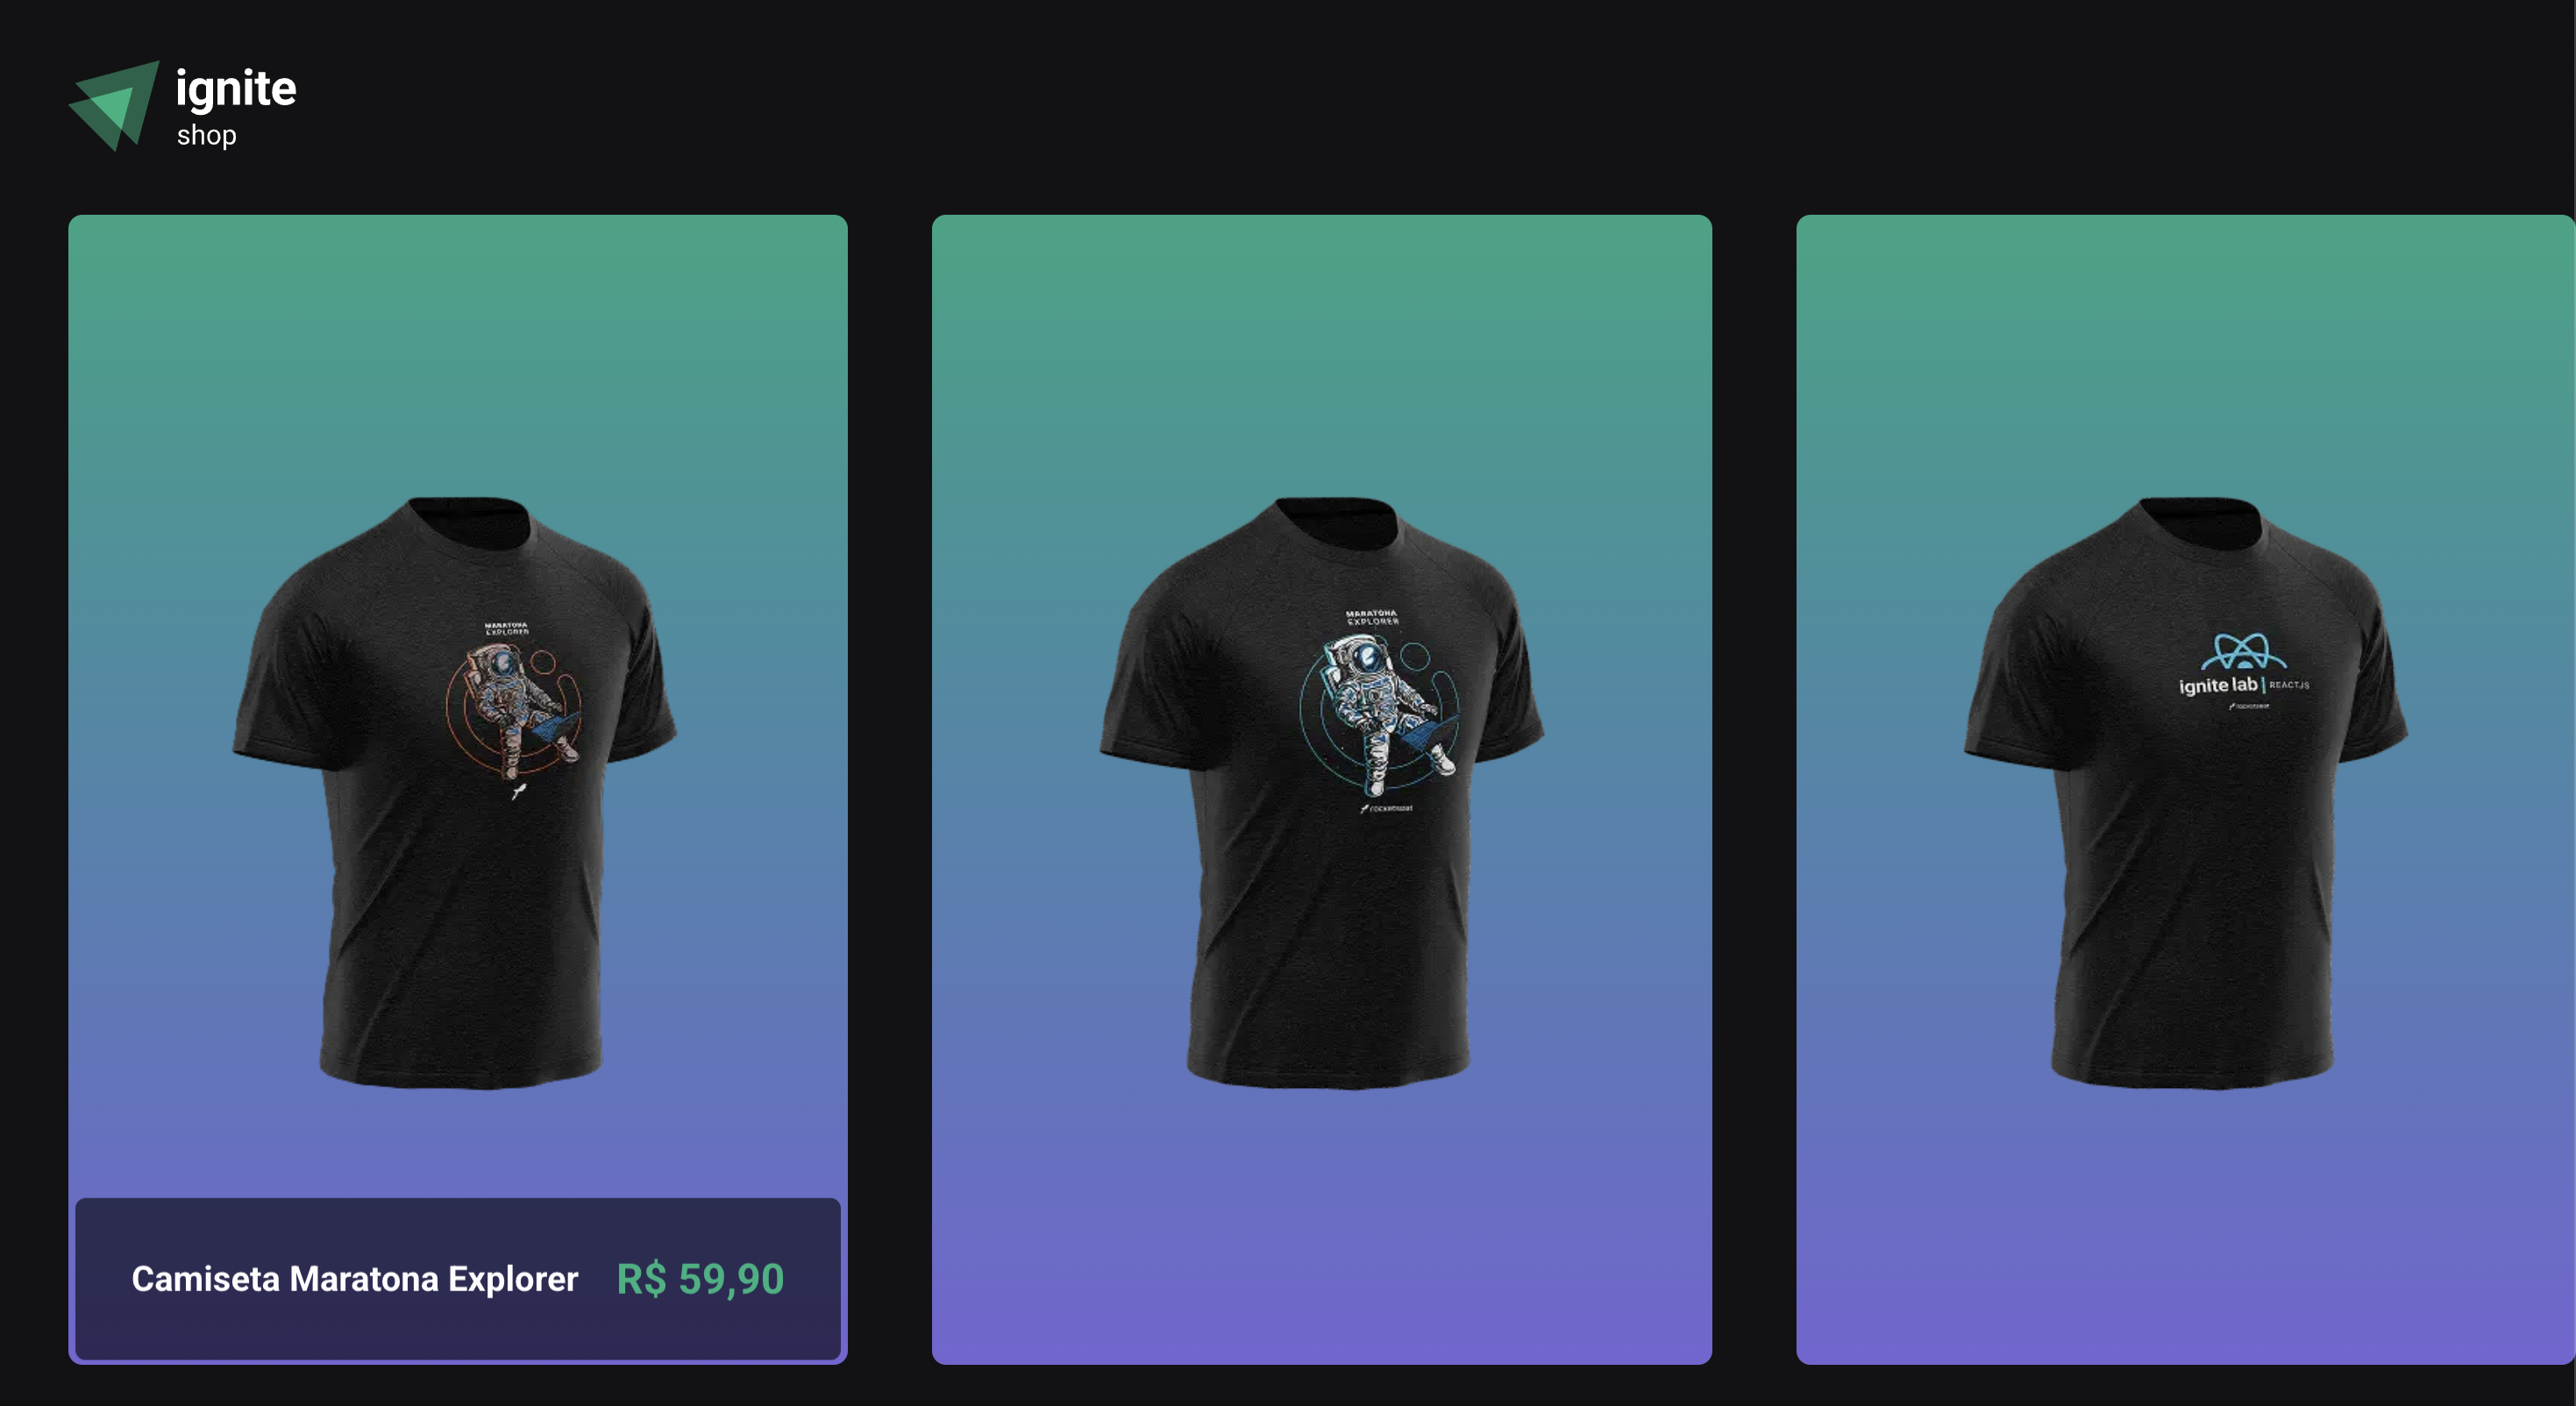 ignite
shop
MARATONA
EXPLORER
MARATONA
EXPLORER
rocketseat
ignite lab | REACTJS
rocketseat
Camiseta Maratona Explorer R$ 59,90